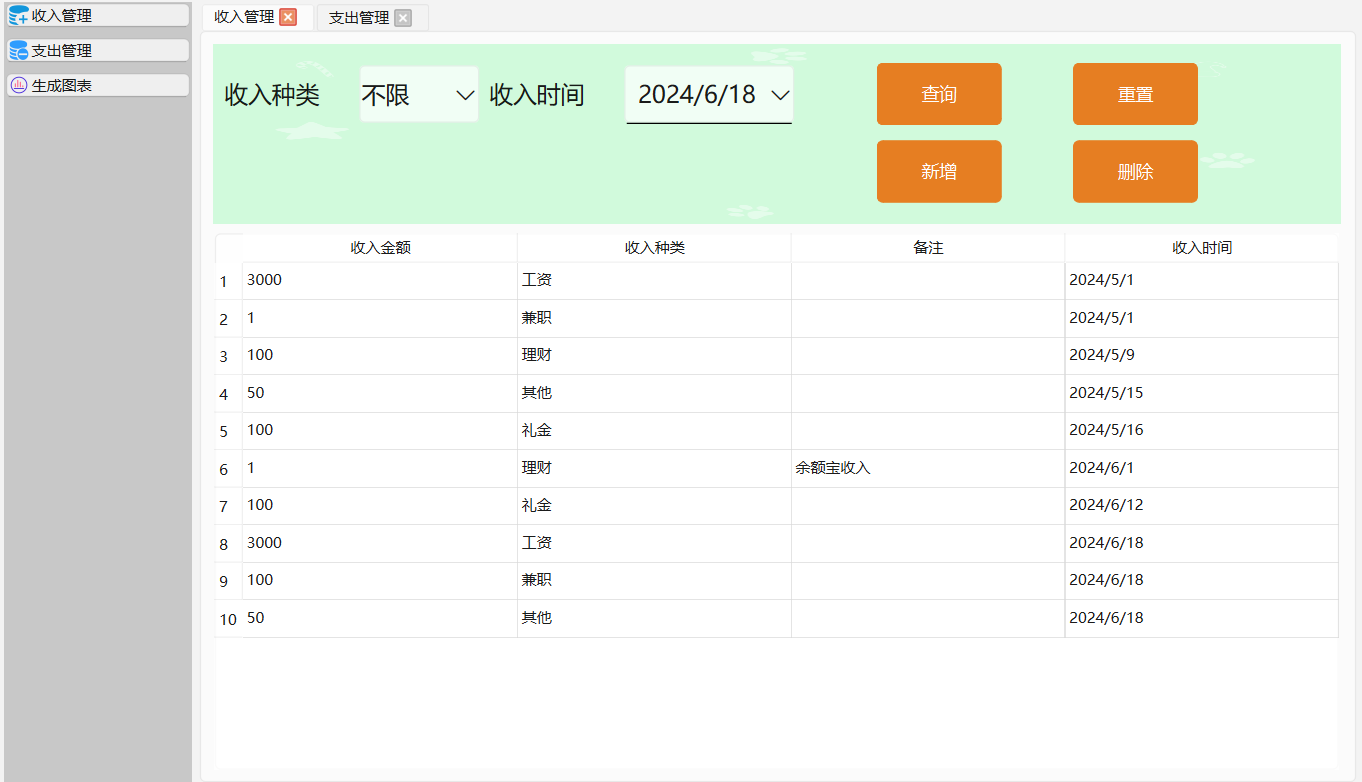 收入管理
支出管理
生成图表
收入管理 支出管理
收入种类 不限 收入时间 2024/6/18 查询 重置
新增 删除
收入金额 收入种类 备注 收入时间
1 3000 工资 2024/5/1
2 1 兼职 2024/5/1
3 100 理财 2024/5/9
4 50 其他 2024/5/15
5 100 礼金 2024/5/16
6 1 理财 余额宝收入 2024/6/1
7 100 礼金 2024/6/12
8 3000 工资 2024/6/18
9 100 兼职 2024/6/18
10 50 其他 2024/6/18